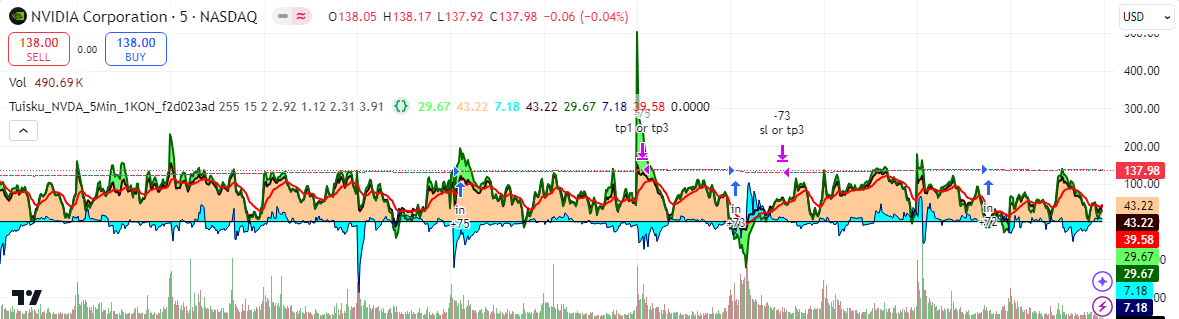 NVIDIA Corporation · 5 · NASDAQ O138.05 H138.17 L137.92 C137.98 −0.06 (−0.04%)
USD
138.00
SELL
0.00
138.00
BUY
Vol 490.69 K
Tuisku_NVDA_5Min_1KON_f2d023ad 255 15 2 2.92 1.12 2.31 3.91 {} 29.67 43.22 7.18 43.22 29.67 7.18 39.58 0.0000
-75
tp1 or tp3
-73
sl or tp3
in
+75
in
+73
in
+72
400.00
300.00
200.00
137.98
100.00
43.22
43.22
39.58
29.67
29.67
7.18
7.18